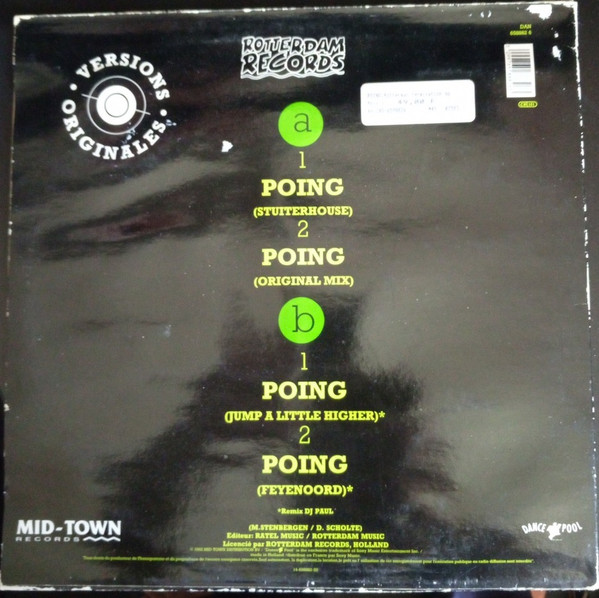 VERSIONS
ORIGINALES
ROTTERDAM
RECORDS
DAN
a
1
POING
(STUITERHOUSE)
2
POING
(ORIGINAL MIX)
b
1
POING
(JUMP A LITTLE HIGHER)*
2
POING
(FEYENOORD)*
*Remix DJ PAUL
(M.STENBERGEN / D. SCHOLTE)
Editeur: RATEL MUSIC / ROTTERDAM MUSIC
Licencié par ROTTERDAM RECORDS, HOLLAND
MID-TOWN
RECORDS
DANCE POOL